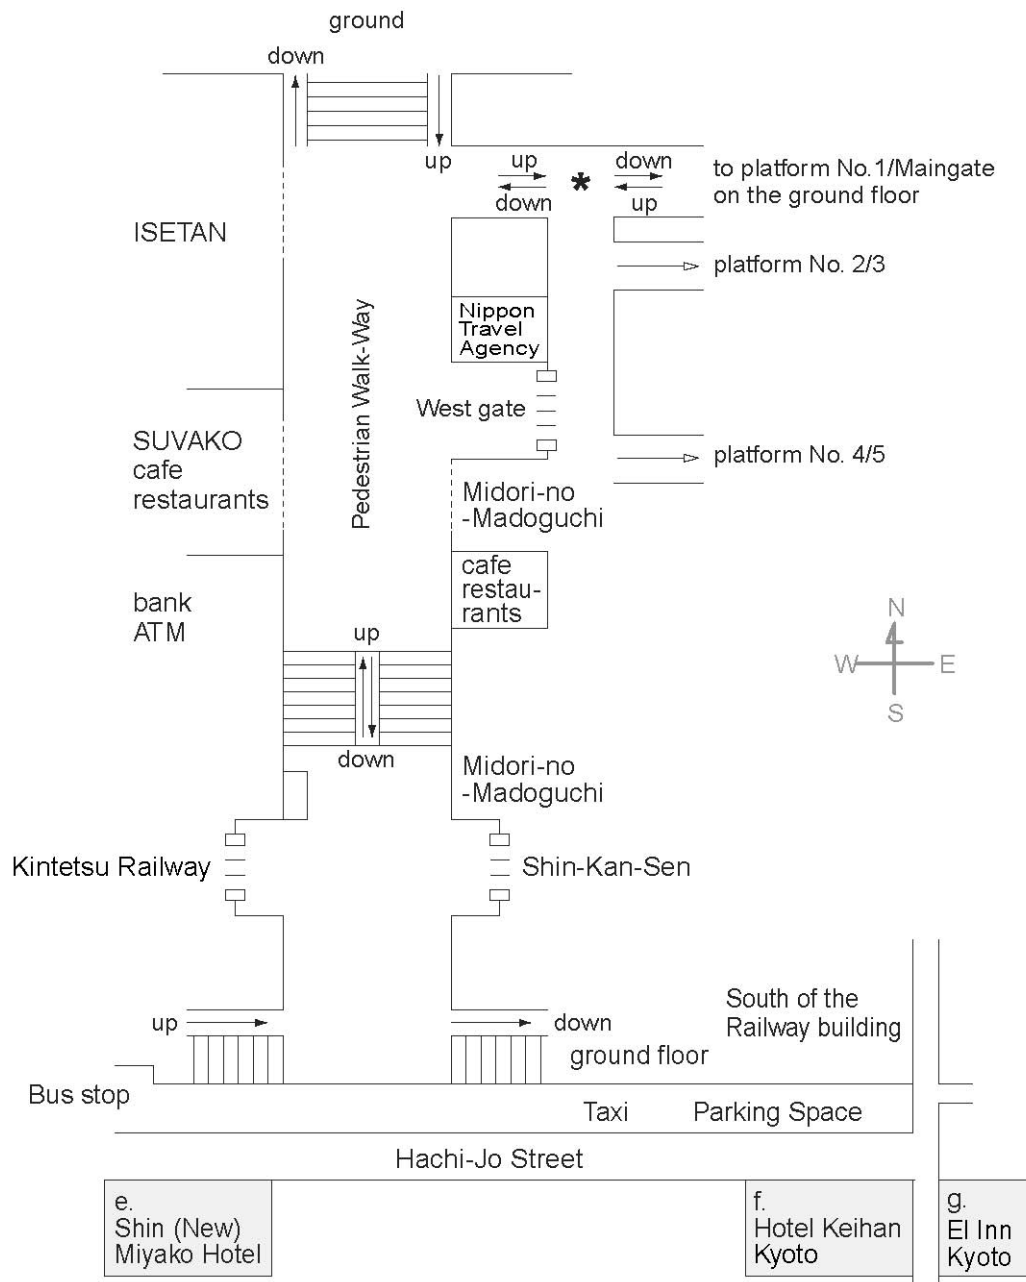 ground
down
up
up
down
down
up
*
to platform No.1/Maingate
on the ground floor
ISETAN
platform No. 2/3
Nippon
Travel
Agency
Pedestrian Walk-Way
West gate
SUVAKO
cafe
restaurants
platform No. 4/5
Midori-no
-Madoguchi
cafe
restau-
rants
bank
ATM
up
down
N
W
E
S
Midori-no
-Madoguchi
Kintetsu Railway
Shin-Kan-Sen
up
down
ground floor
South of the
Railway building
Bus stop
Taxi
Parking Space
Hachi-Jo Street
e.
Shin (New)
Miyako Hotel
f.
Hotel Keihan
Kyoto
g.
El Inn
Kyoto